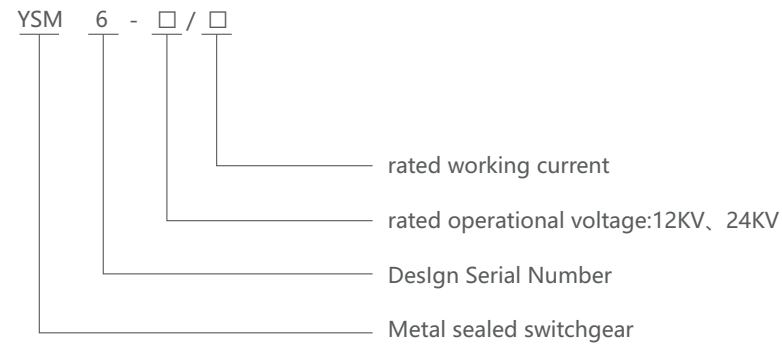 YSM 6 - □ / □
rated working current
rated operational voltage:12KV、24KV
DesIgn Serial Number
Metal sealed switchgear